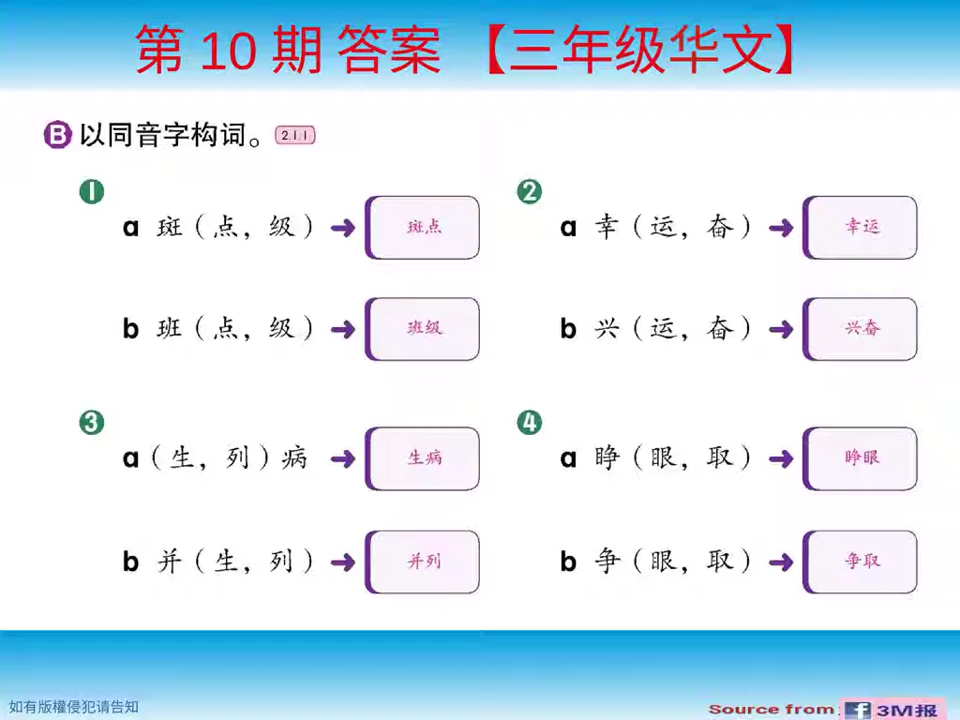 第 10 期 答案 【三年级华文】
B 以同音字构词。 2.1.1
1
a 斑（点，级） → 斑点
b 班（点，级） → 班级
2
a 幸（运，奋） → 幸运
b 兴（运，奋） → 兴奋
3
a（生，列）病 → 生病
b 并（生，列） → 并列
4
a 睁（眼，取） → 睁眼
b 争（眼，取） → 争取
如有版權侵犯请告知
Source from: f 3M报